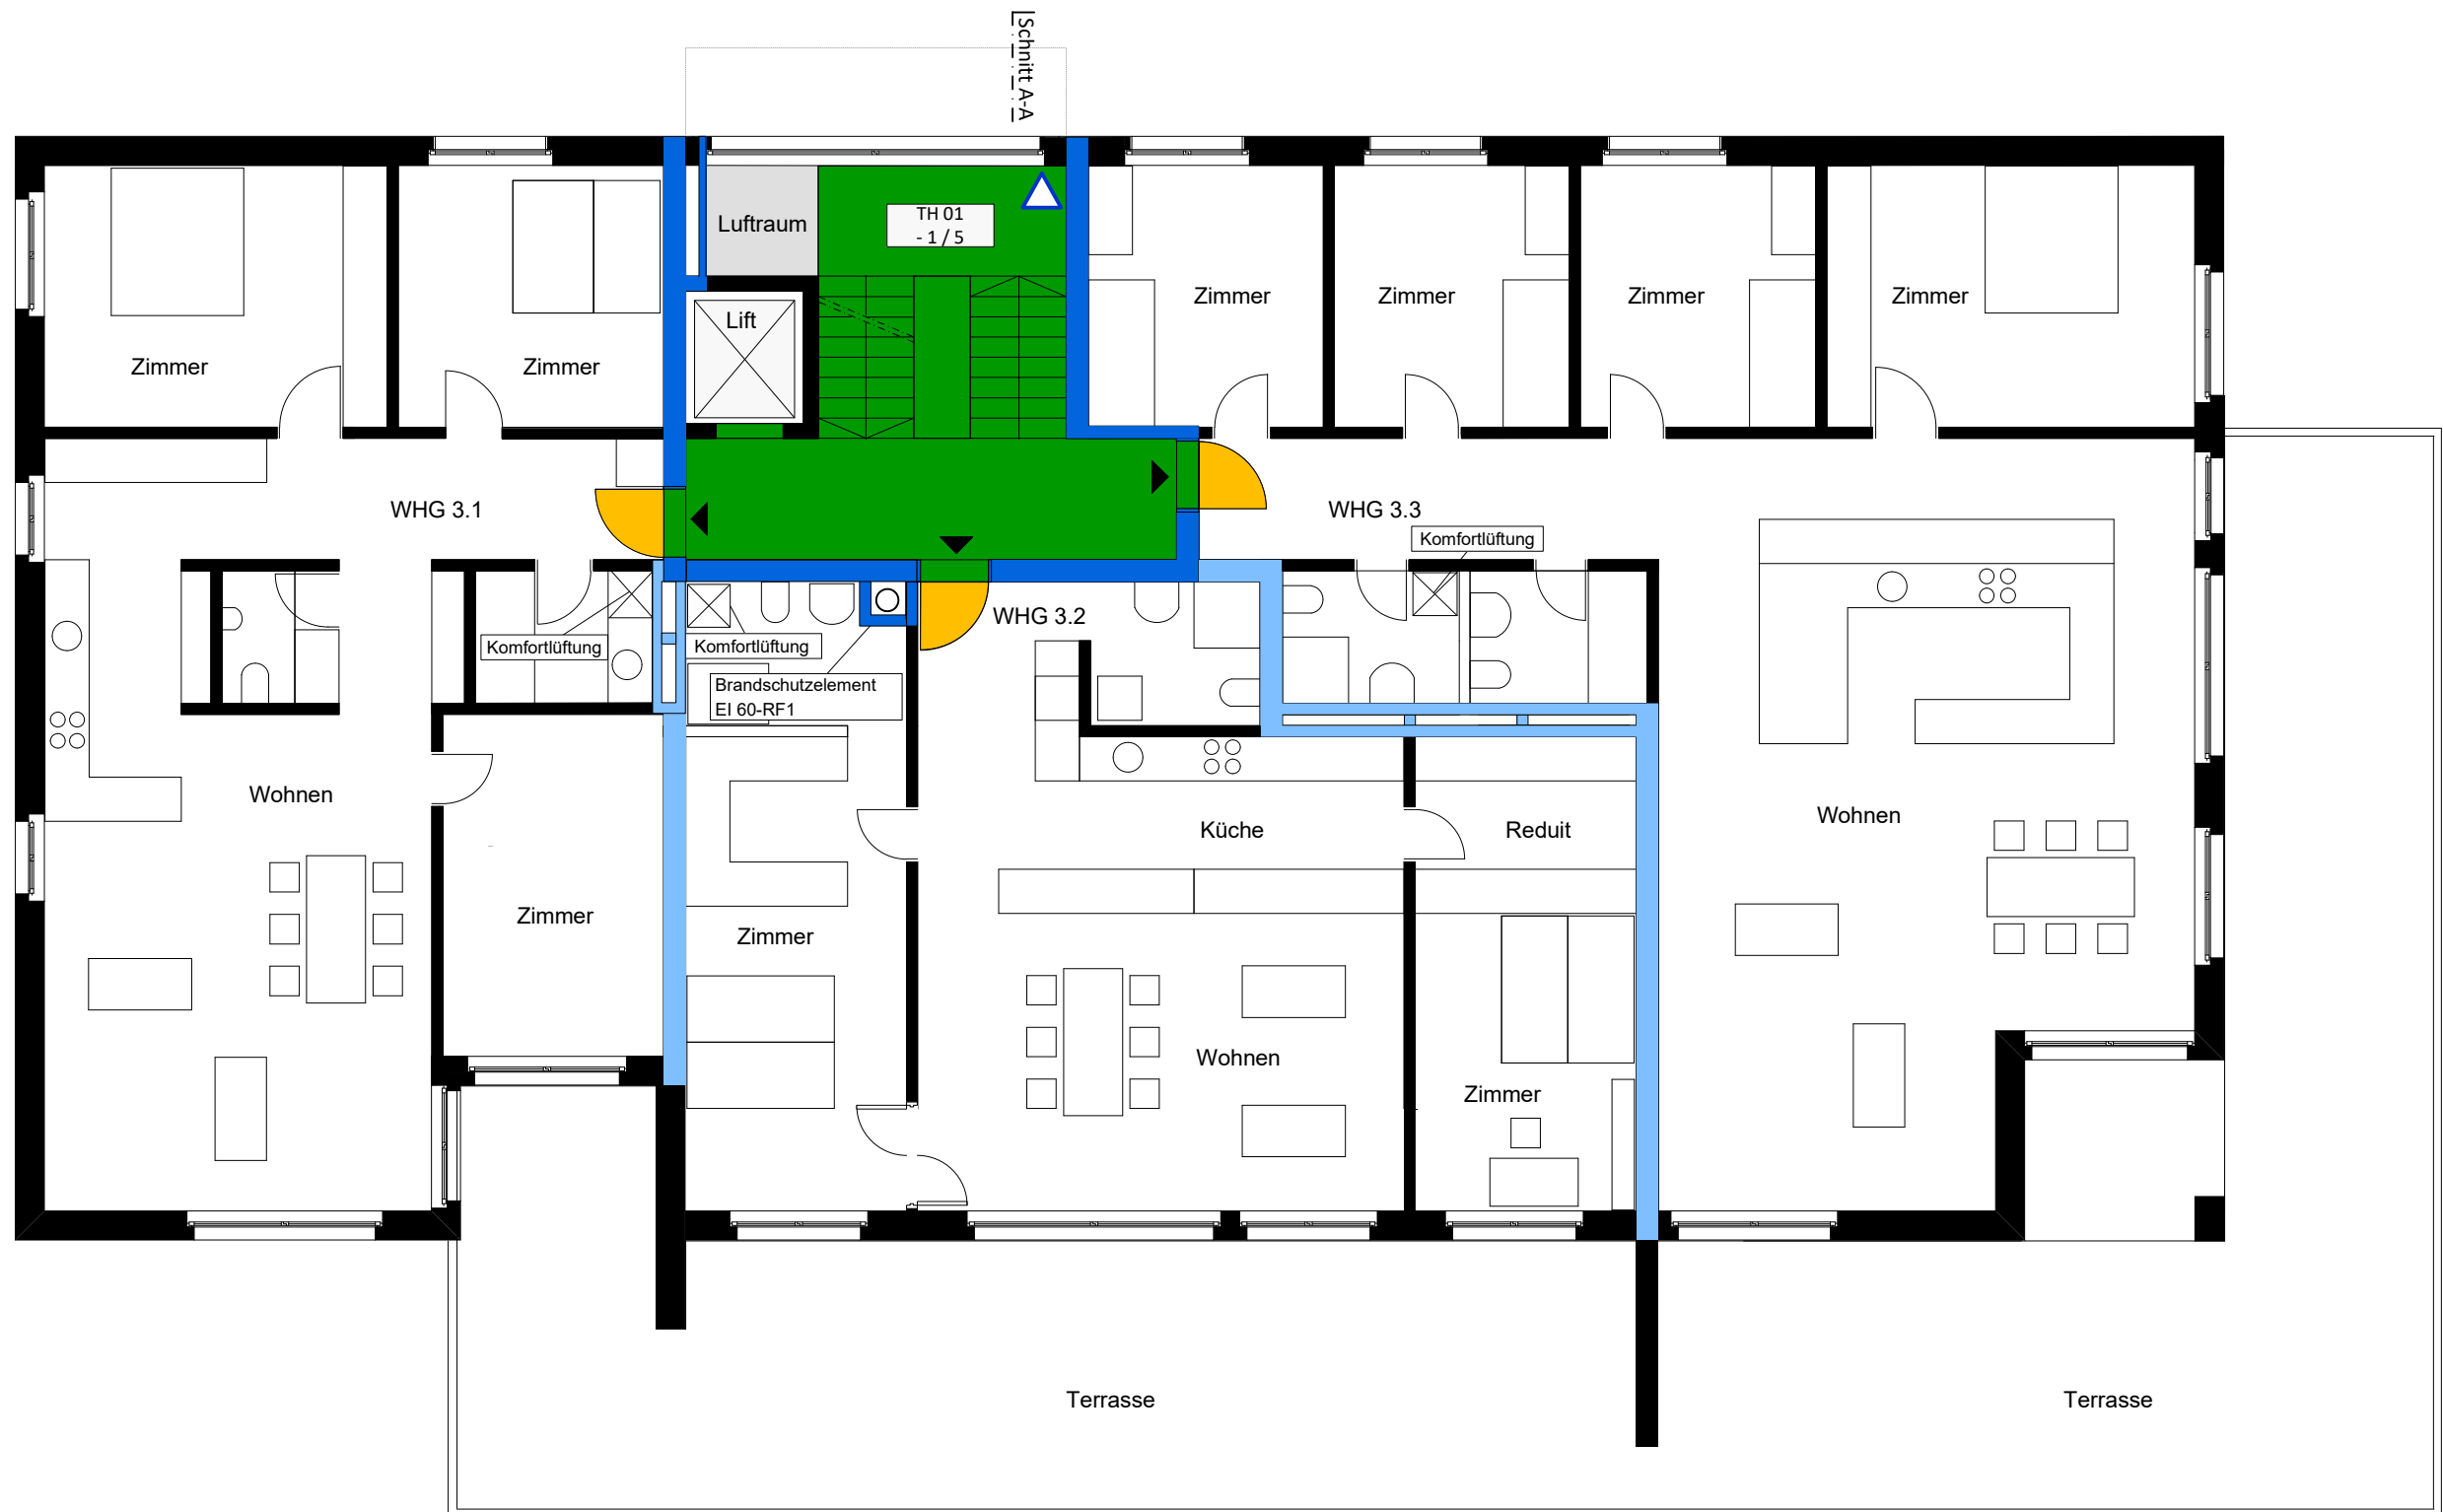 Schnitt A-A
Luftraum
TH 01
- 1 / 5
Lift
Zimmer
Zimmer
Zimmer
Zimmer
Zimmer
Zimmer
WHG 3.1
WHG 3.3
Komfortlüftung
WHG 3.2
Komfortlüftung
Komfortlüftung
Brandschutzelement
EI 60-RF1
Wohnen
Küche
Reduit
Wohnen
Zimmer
Zimmer
Wohnen
Zimmer
Terrasse
Terrasse